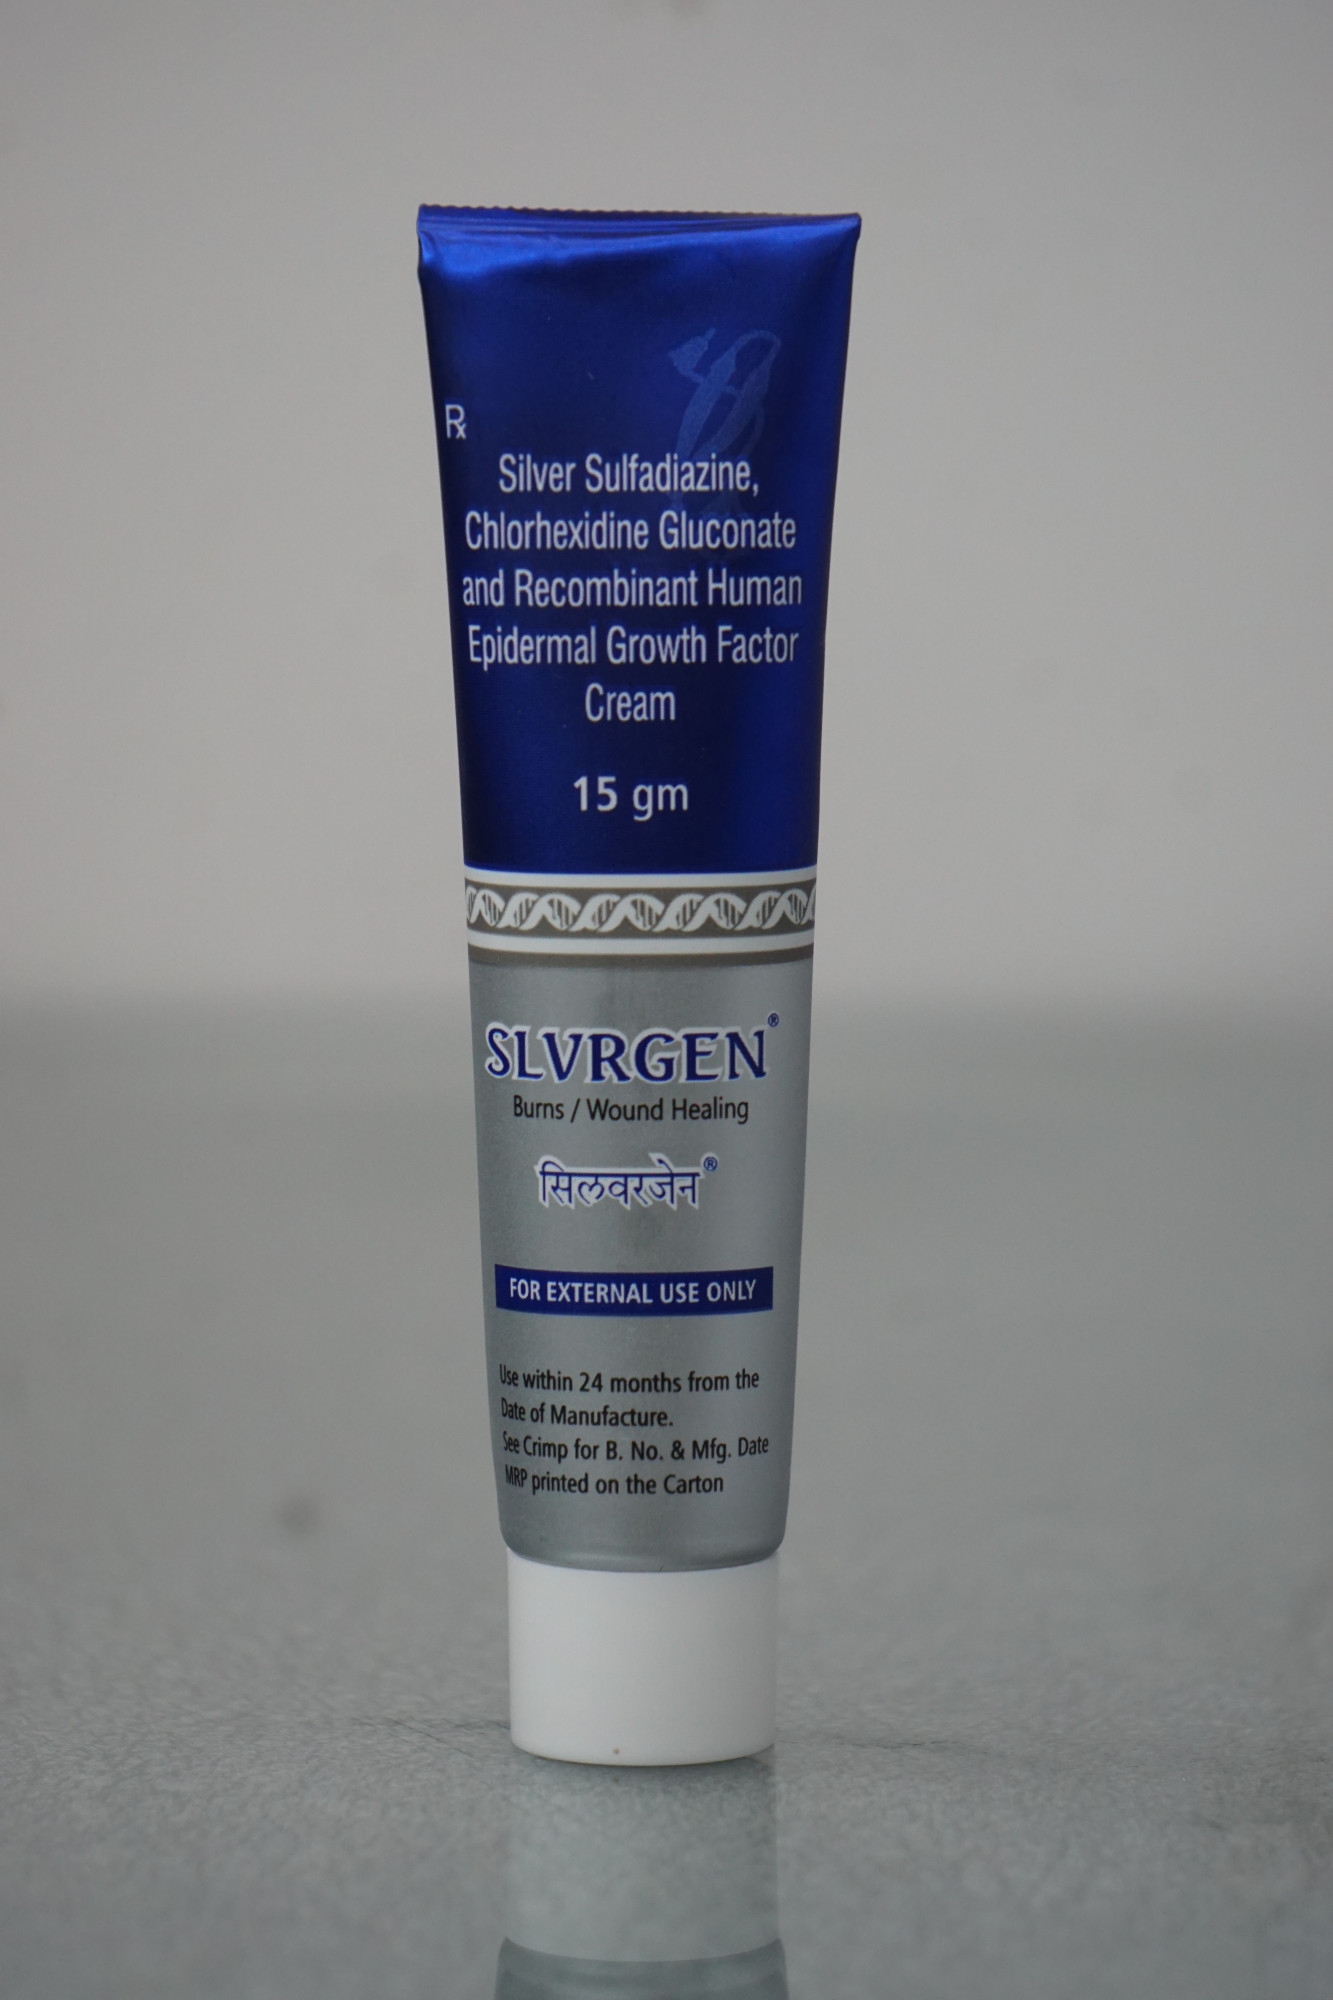 Rx
Silver Sulfadiazine,
Chlorhexidine Gluconate
and Recombinant Human
Epidermal Growth Factor
Cream
15 gm
SLVRGEN®
Burns / Wound Healing
सिलवरजेन®
FOR EXTERNAL USE ONLY
Use within 24 months from the
Date of Manufacture.
See Crimp for B. No. & Mfg. Date
MRP printed on the Carton